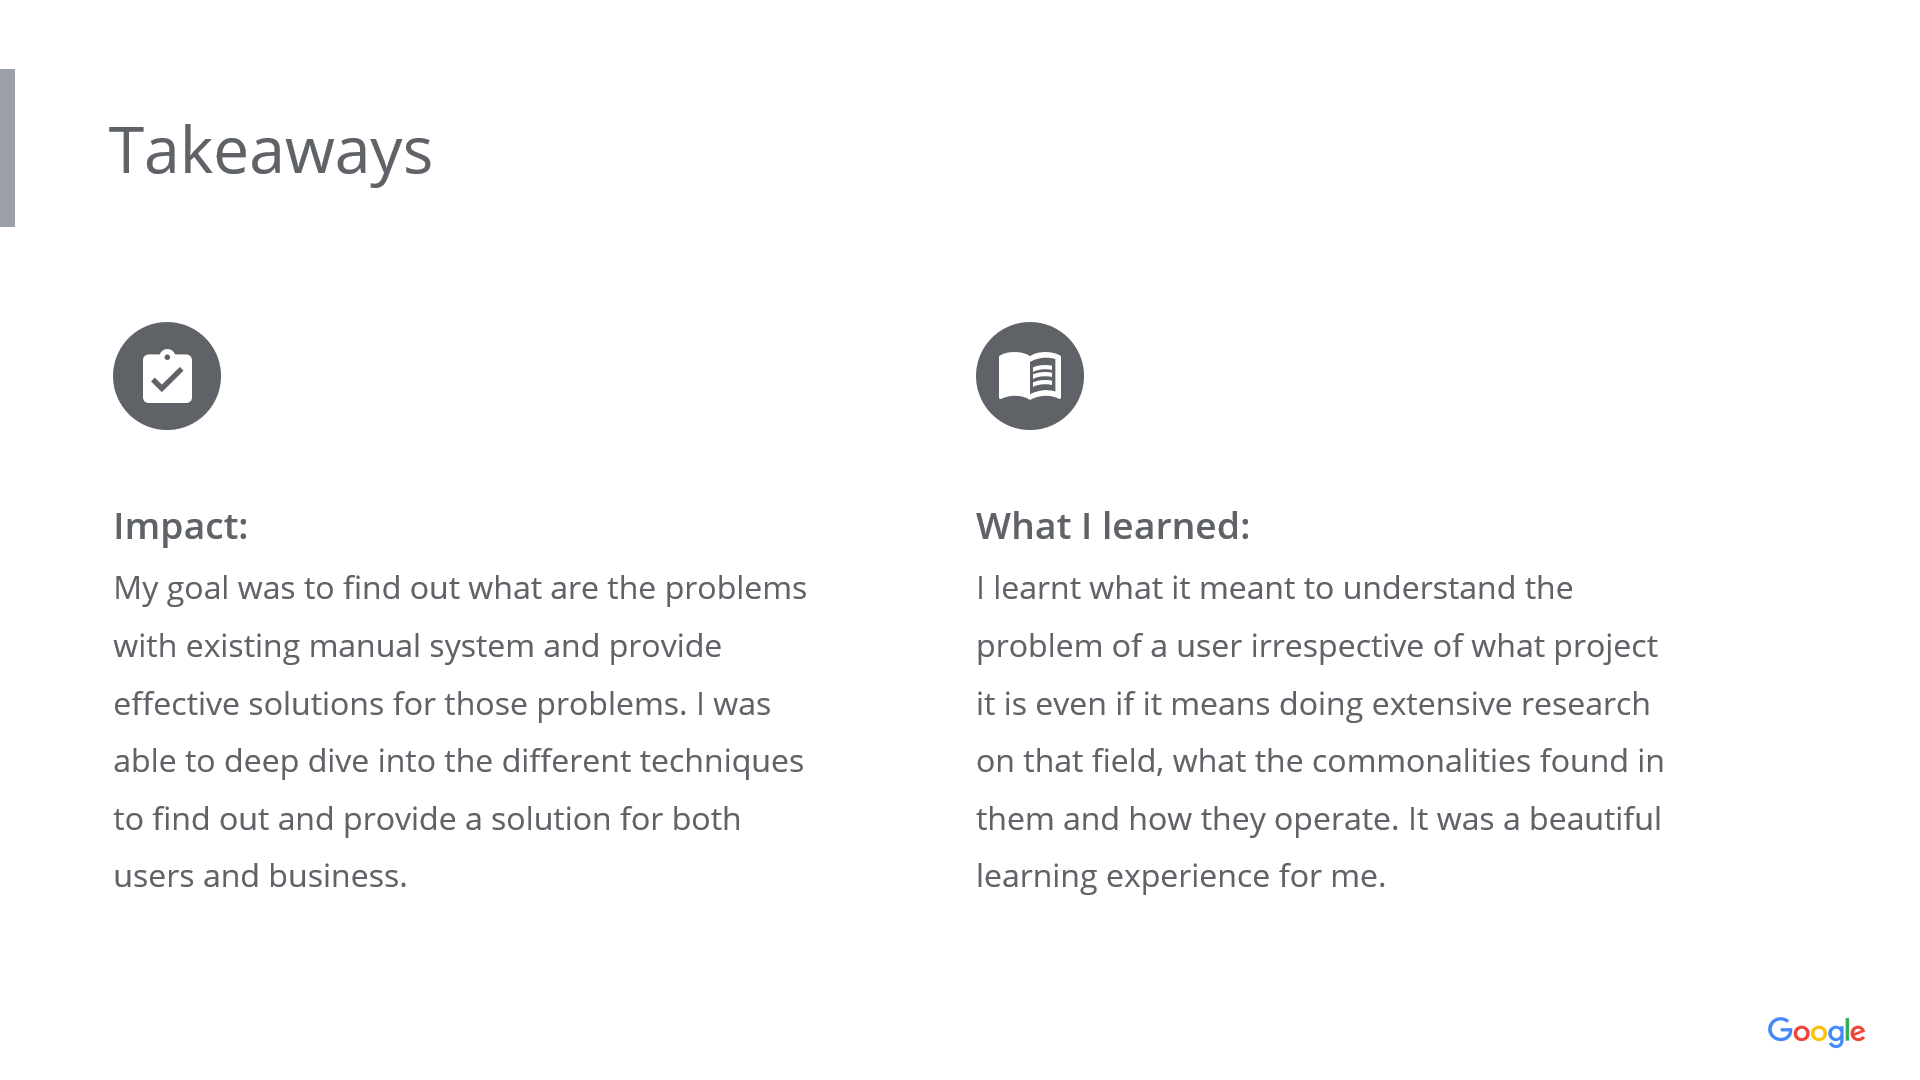 Takeaways
Impact:
My goal was to find out what are the problems
with existing manual system and provide
effective solutions for those problems. I was
able to deep dive into the different techniques
to find out and provide a solution for both
users and business.
What I learned:
I learnt what it meant to understand the
problem of a user irrespective of what project
it is even if it means doing extensive research
on that field, what the commonalities found in
them and how they operate. It was a beautiful
learning experience for me.
Google